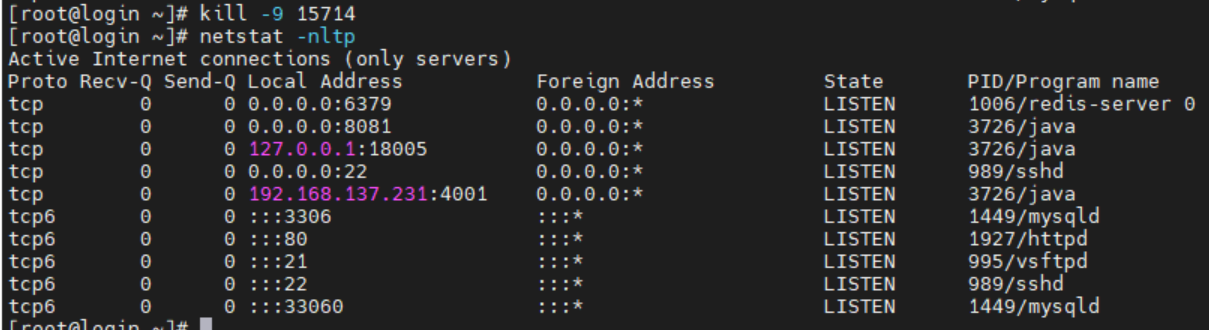 [root@login ~]# kill -9 15714
[root@login ~]# netstat -nltp
Active Internet connections (only servers)
Proto Recv-Q Send-Q Local Address           Foreign Address         State       PID/Program name
tcp        0      0 0.0.0.0:6379            0.0.0.0:*               LISTEN      1006/redis-server 0
tcp        0      0 0.0.0.0:8081            0.0.0.0:*               LISTEN      3726/java
tcp        0      0 127.0.0.1:18005         0.0.0.0:*               LISTEN      3726/java
tcp        0      0 0.0.0.0:22              0.0.0.0:*               LISTEN      989/sshd
tcp        0      0 192.168.137.231:4001    0.0.0.0:*               LISTEN      3726/java
tcp6       0      0 :::3306                 :::*                    LISTEN      1449/mysqld
tcp6       0      0 :::80                   :::*                    LISTEN      1927/httpd
tcp6       0      0 :::21                   :::*                    LISTEN      995/vsftpd
tcp6       0      0 :::22                   :::*                    LISTEN      989/sshd
tcp6       0      0 :::33060                :::*                    LISTEN      1449/mysqld
[root@login ~]#